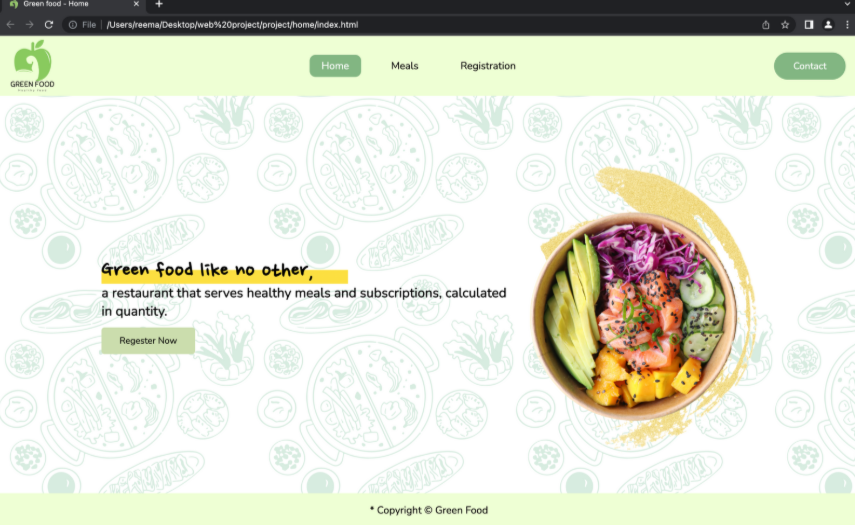 Green food - Home
File
/Users/reema/Desktop/web%20project/project/home/index.html
GREEN FOOD
Home
Meals
Registration
Contact
Green food like no other,
a restaurant that serves healthy meals and subscriptions, calculated
in quantity.
Regester Now
* Copyright © Green Food